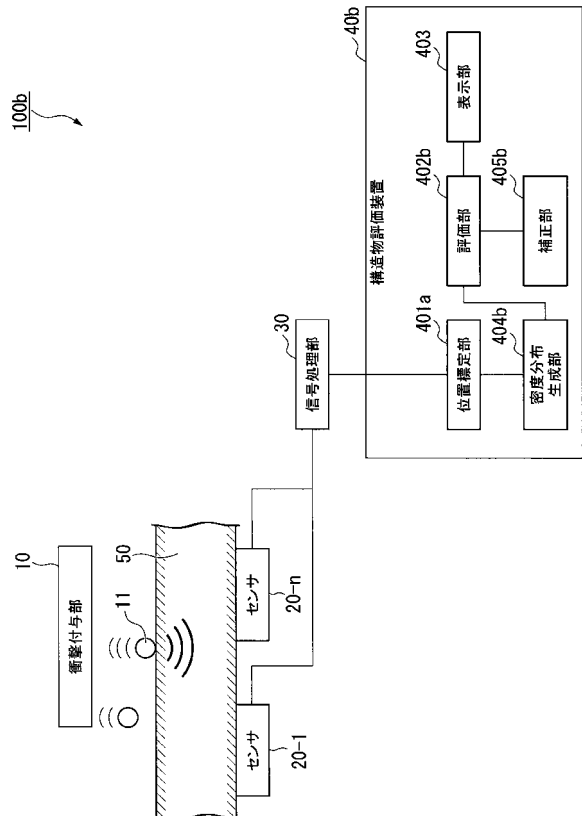 100b
10
衝撃付与部
11
50
センサ
20-1
センサ
20-n
30
信号処理部
40b
構造物評価装置
401a
位置標定部
402b
評価部
403
表示部
404b
密度分布
生成部
405b
補正部